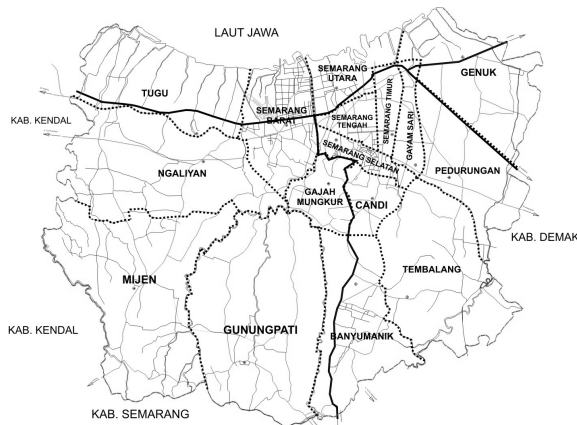 LAUT JAWA
SEMARANG
UTARA
GENUK
TUGU
SEMARANG
BARAT
SEMARANG
TENGAH
SEMARANG TIMUR
GAYAM SARI
KAB. KENDAL
SEMARANG SELATAN
NGALIYAN
PEDURUNGAN
GAJAH
MUNGKUR
CANDI
KAB. DEMAK
MIJEN
TEMBALANG
KAB. KENDAL
GUNUNGPATI
BANYUMANIK
KAB. SEMARANG